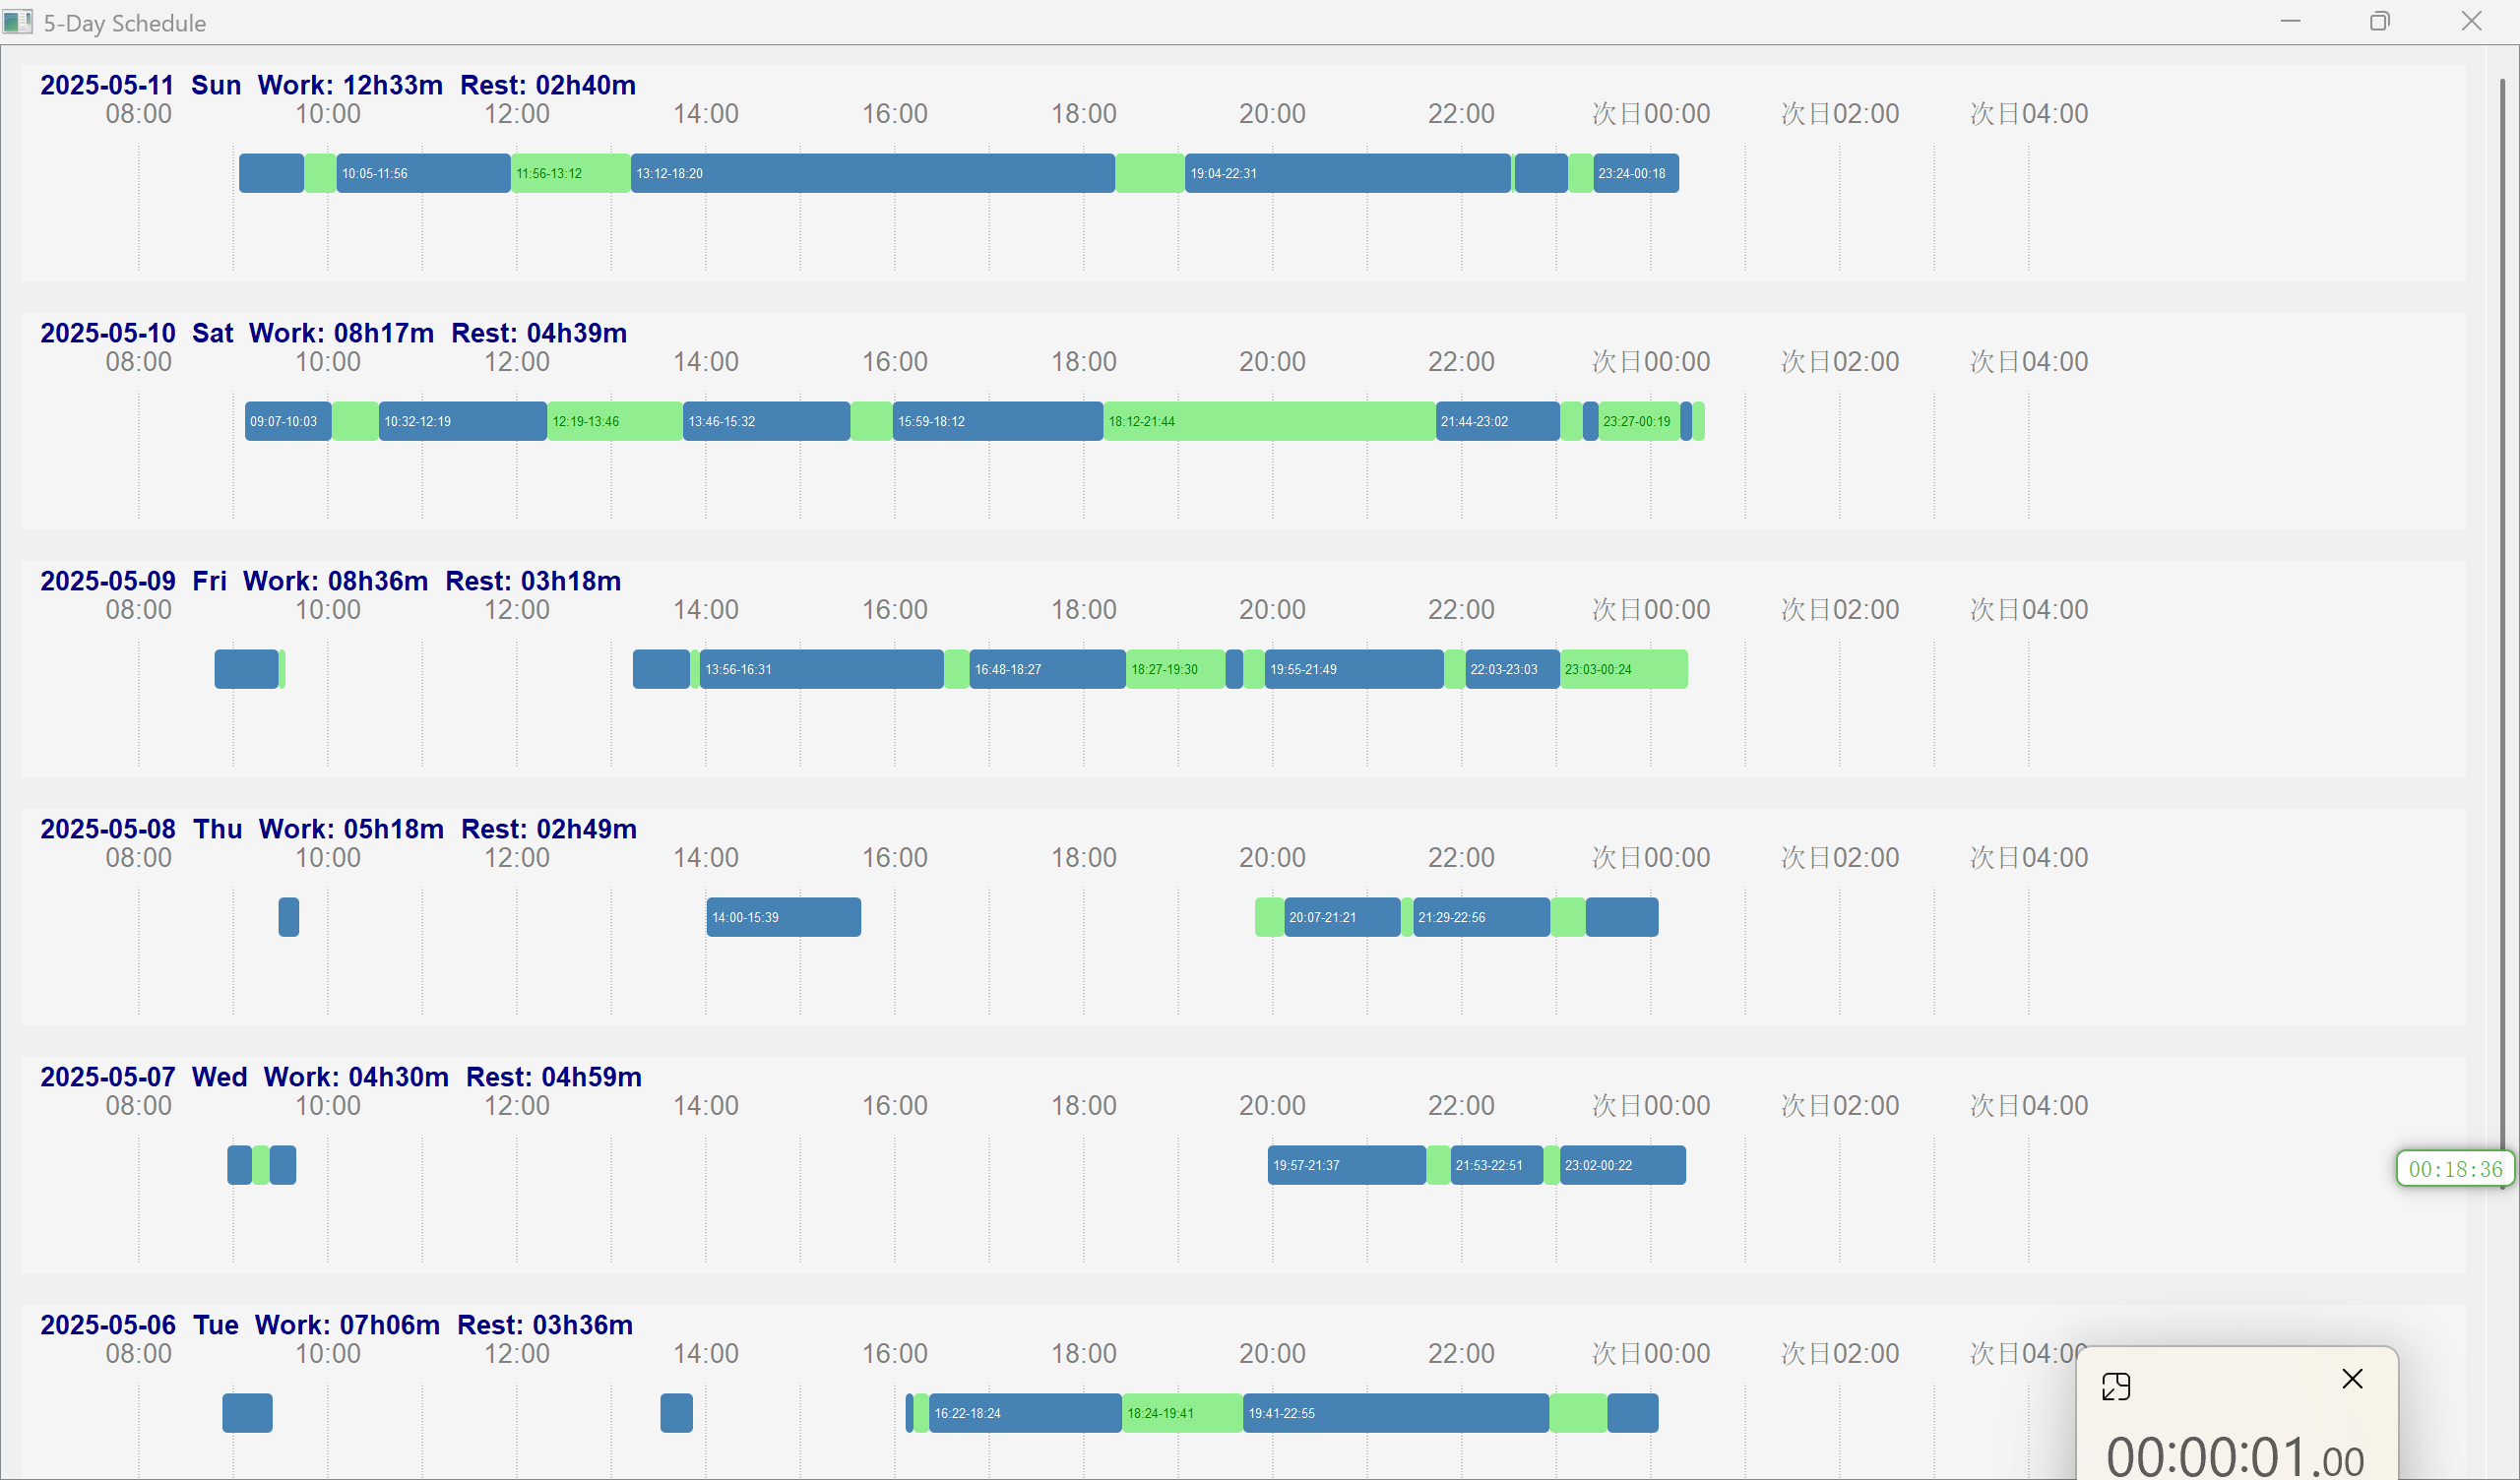 5-Day Schedule
2025-05-11 Sun Work: 12h33m Rest: 02h40m
08:00 10:00 12:00 14:00 16:00 18:00 20:00 22:00 次日00:00 次日02:00 次日04:00
10:05-11:56 11:56-13:12 13:12-18:20 19:04-22:31 23:24-00:18
2025-05-10 Sat Work: 08h17m Rest: 04h39m
08:00 10:00 12:00 14:00 16:00 18:00 20:00 22:00 次日00:00 次日02:00 次日04:00
09:07-10:03 10:32-12:19 12:19-13:46 13:46-15:32 15:59-18:12 18:12-21:44 21:44-23:02 23:27-00:19
2025-05-09 Fri Work: 08h36m Rest: 03h18m
08:00 10:00 12:00 14:00 16:00 18:00 20:00 22:00 次日00:00 次日02:00 次日04:00
13:56-16:31 16:48-18:27 18:27-19:30 19:55-21:49 22:03-23:03 23:03-00:24
2025-05-08 Thu Work: 05h18m Rest: 02h49m
08:00 10:00 12:00 14:00 16:00 18:00 20:00 22:00 次日00:00 次日02:00 次日04:00
14:00-15:39 20:07-21:21 21:29-22:56
2025-05-07 Wed Work: 04h30m Rest: 04h59m
08:00 10:00 12:00 14:00 16:00 18:00 20:00 22:00 次日00:00 次日02:00 次日04:00
19:57-21:37 21:53-22:51 23:02-00:22
00:18:36
2025-05-06 Tue Work: 07h06m Rest: 03h36m
08:00 10:00 12:00 14:00 16:00 18:00 20:00 22:00 次日00:00 次日02:00 次日04:00
16:22-18:24 18:24-19:41 19:41-22:55
00:00:01.00